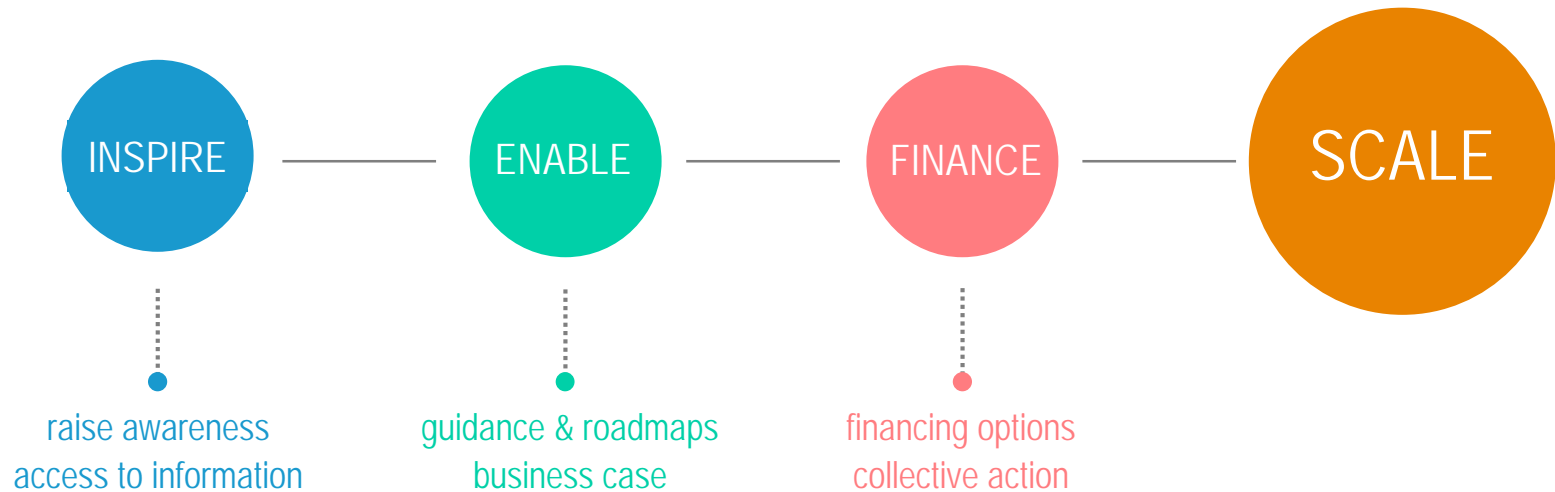 INSPIRE
ENABLE
FINANCE
SCALE
raise awareness
access to information
guidance & roadmaps
business case
financing options
collective action